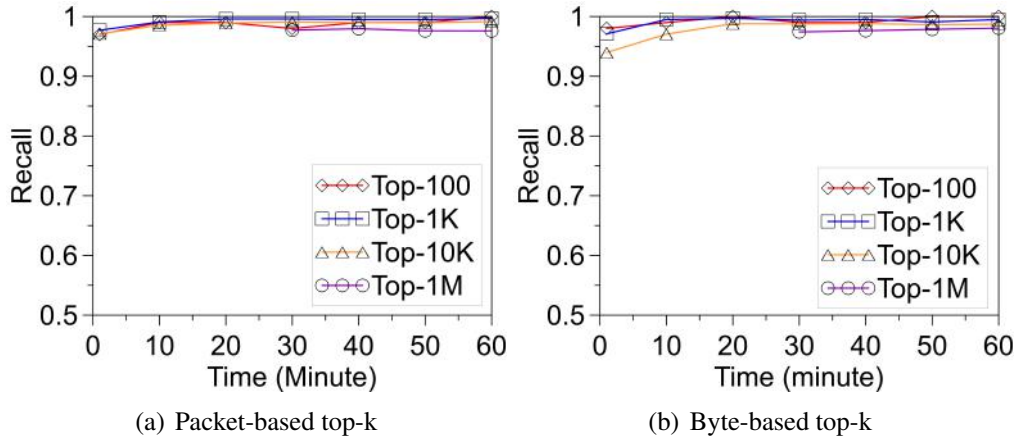 1
0.9
0.8
0.7
0.6
0.5
Recall
0 10 20 30 40 50 60
Time (Minute)
Top-100
Top-1K
Top-10K
Top-1M
(a) Packet-based top-k
1
0.9
0.8
0.7
0.6
0.5
Recall
0 10 20 30 40 50 60
Time (minute)
Top-100
Top-1K
Top-10K
Top-1M
(b) Byte-based top-k